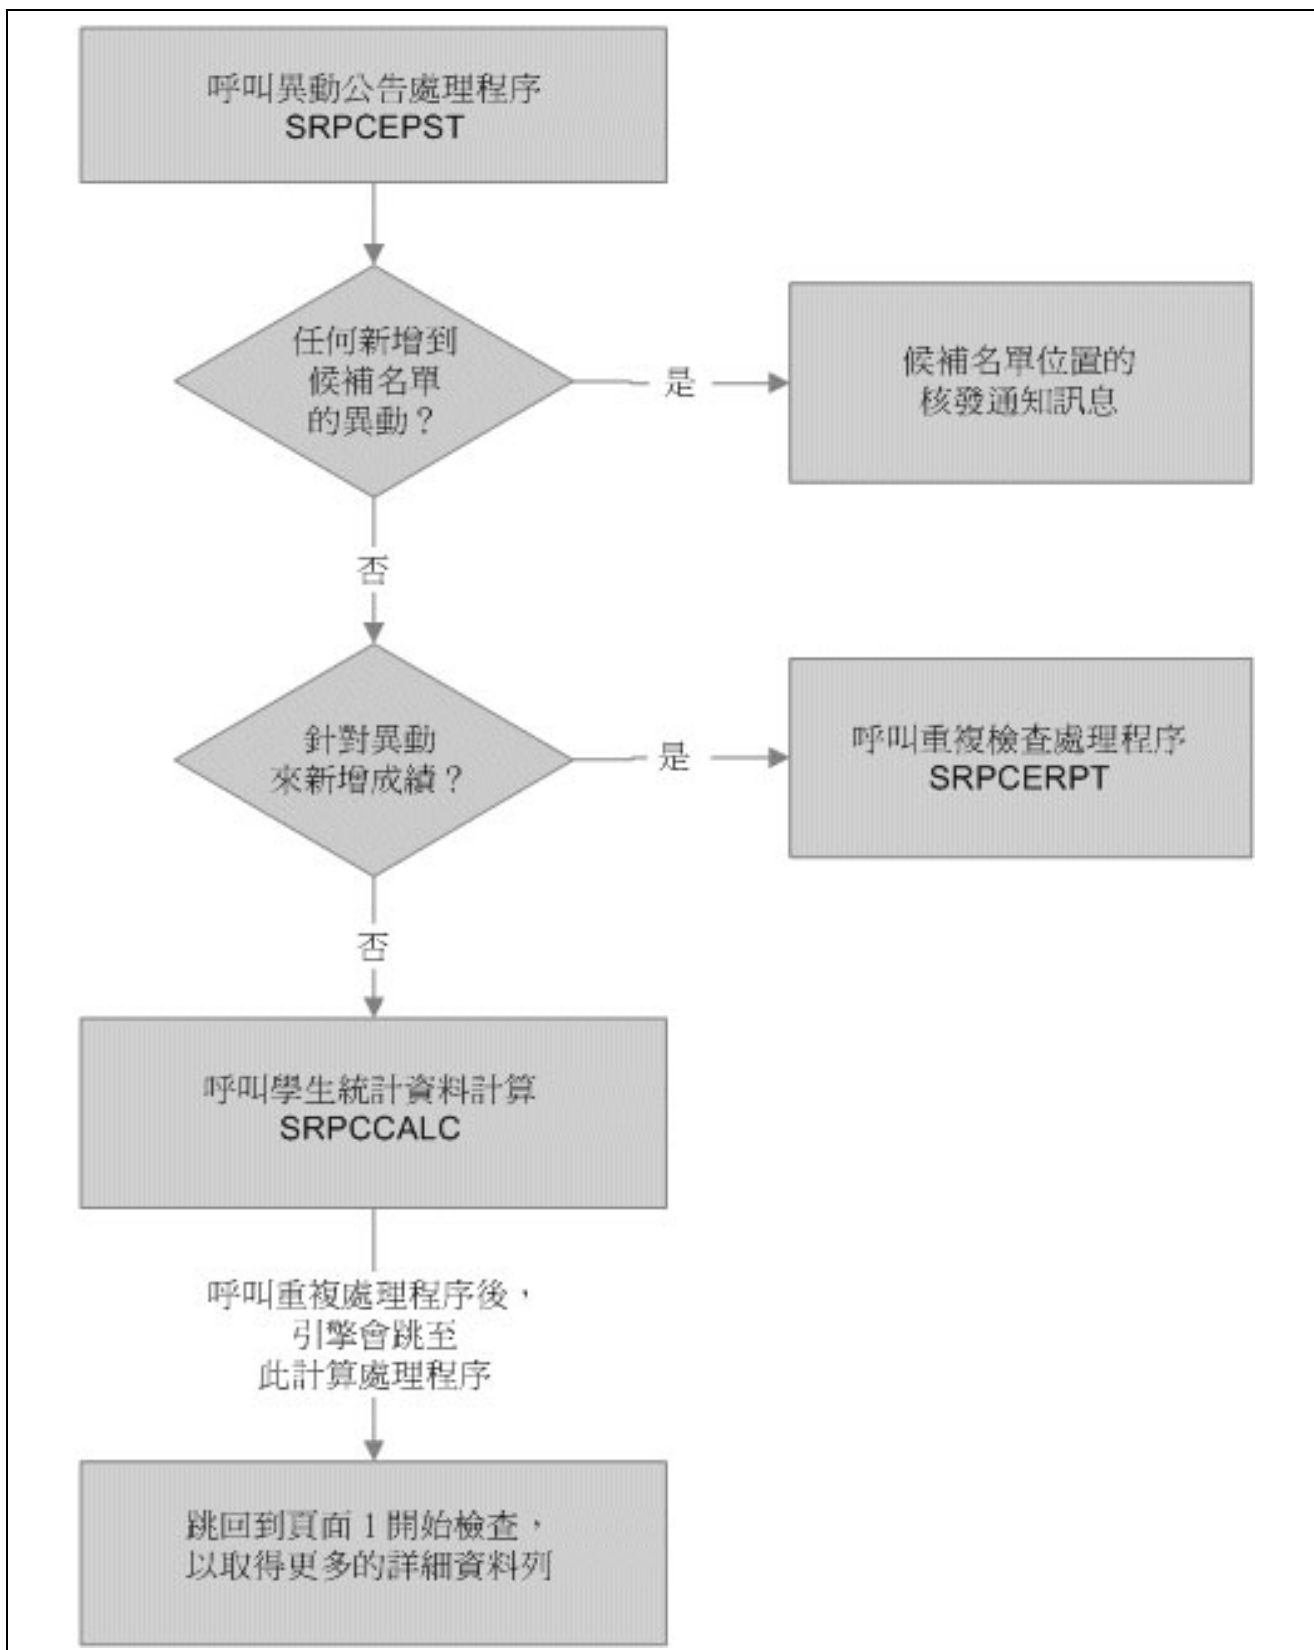 呼叫異動公告處理程序
SRPCEPST
任何新增到
候補名單
的異動？
是
候補名單位置的
核發通知訊息
否
針對異動
來新增成績？
是
呼叫重複檢查處理程序
SRPCERPT
否
呼叫學生統計資料計算
SRPCCALC
呼叫重複處理程序後，
引擎會跳至
此計算處理程序
跳回到頁面 1 開始檢查，
以取得更多的詳細資料列